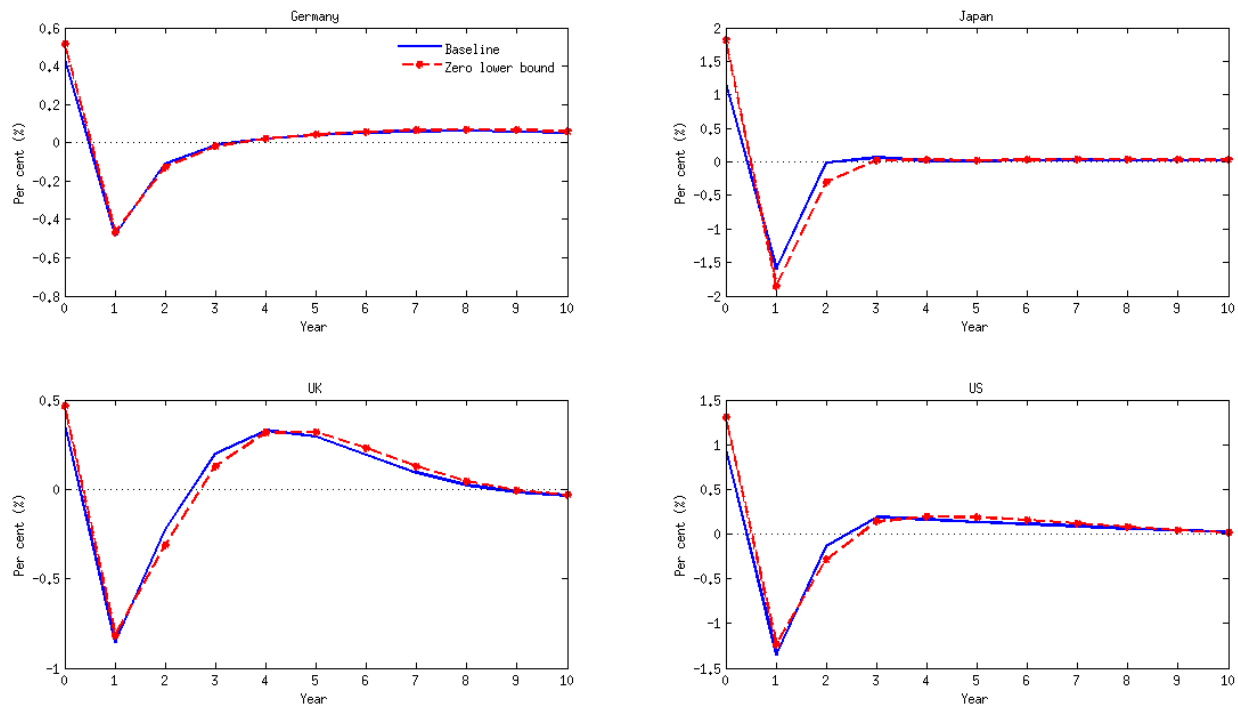 Germany
0.6
0.4
0.2
0
-0.2
-0.4
-0.6
-0.8
Per cent (%)
Baseline
Zero lower bound
0 1 2 3 4 5 6 7 8 9 10
Year
Japan
2
1.5
1
0.5
0
-0.5
-1
-1.5
-2
Per cent (%)
0 1 2 3 4 5 6 7 8 9 10
Year
UK
0.5
0
-0.5
-1
Per cent (%)
0 1 2 3 4 5 6 7 8 9 10
Year
US
1.5
1
0.5
0
-0.5
-1
-1.5
Per cent (%)
0 1 2 3 4 5 6 7 8 9 10
Year